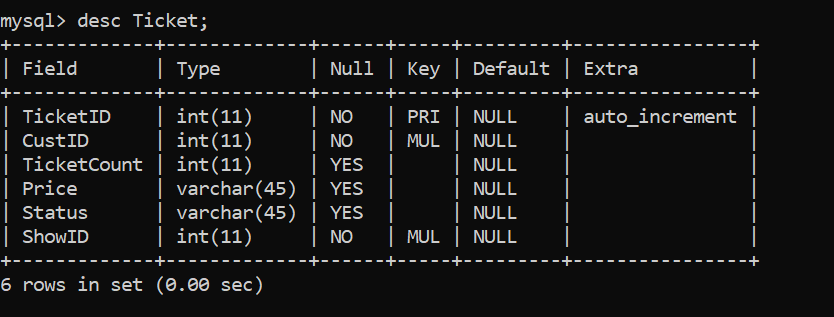 mysql> desc Ticket;
+-------------+-------------+------+-----+---------+----------------+
| Field       | Type        | Null | Key | Default | Extra          |
+-------------+-------------+------+-----+---------+----------------+
| TicketID    | int(11)     | NO   | PRI | NULL    | auto_increment |
| CustID      | int(11)     | NO   | MUL | NULL    |                |
| TicketCount | int(11)     | YES  |     | NULL    |                |
| Price       | varchar(45) | YES  |     | NULL    |                |
| Status      | varchar(45) | YES  |     | NULL    |                |
| ShowID      | int(11)     | NO   | MUL | NULL    |                |
+-------------+-------------+------+-----+---------+----------------+
6 rows in set (0.00 sec)